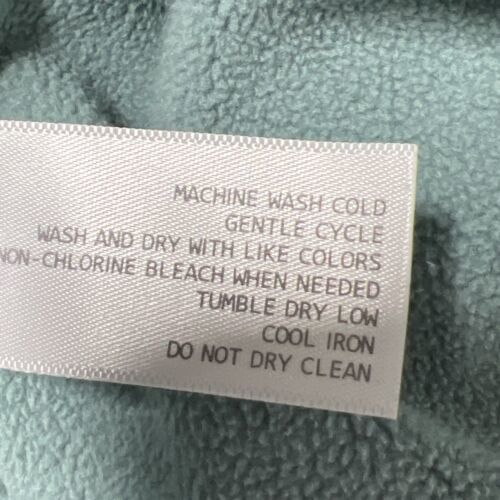 MACHINE WASH COLD
GENTLE CYCLE
WASH AND DRY WITH LIKE COLORS
NON-CHLORINE BLEACH WHEN NEEDED
TUMBLE DRY LOW
COOL IRON
DO NOT DRY CLEAN